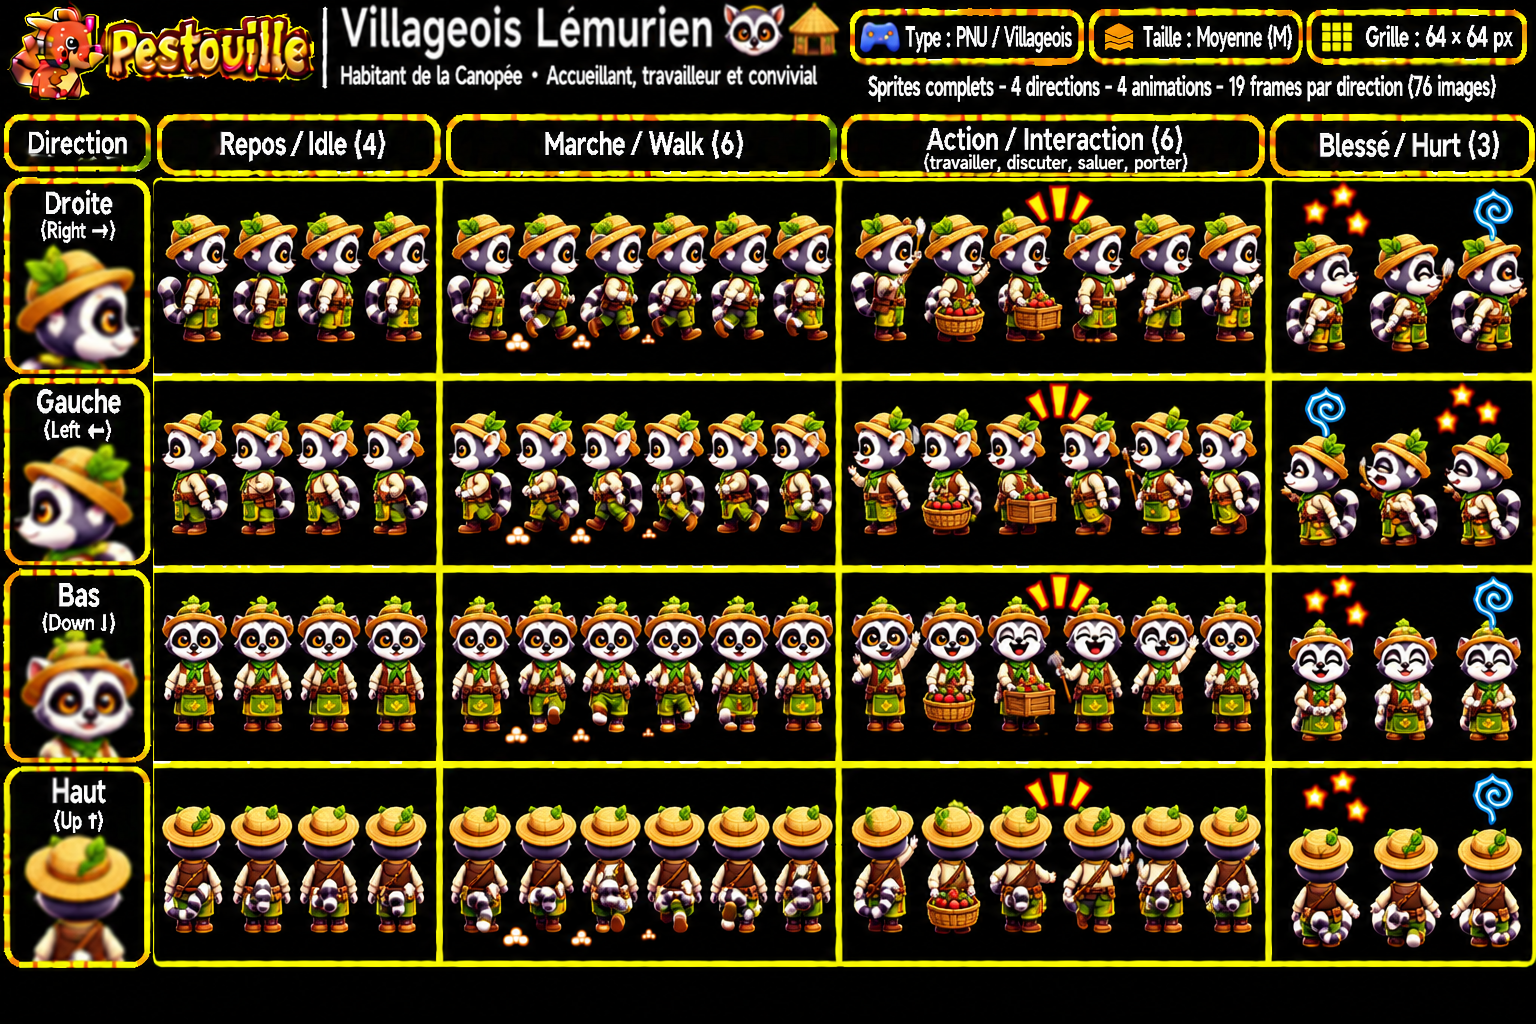 Pestouille
Villageois Lémurien
Habitant de la Canopée • Accueillant, travailleur et convivial
Type : PNU / Villageois
Taille : Moyenne (M)
Grille : 64 × 64 px
Sprites complets - 4 directions - 4 animations - 19 frames par direction (76 images)
Direction
Repos / Idle (4)
Marche / Walk (6)
Action / Interaction (6)
(travailler, discuter, saluer, porter)
Blessé / Hurt (3)
Droite
(Right →)
Gauche
(Left ←)
Bas
(Down ↓)
Haut
(Up ↑)